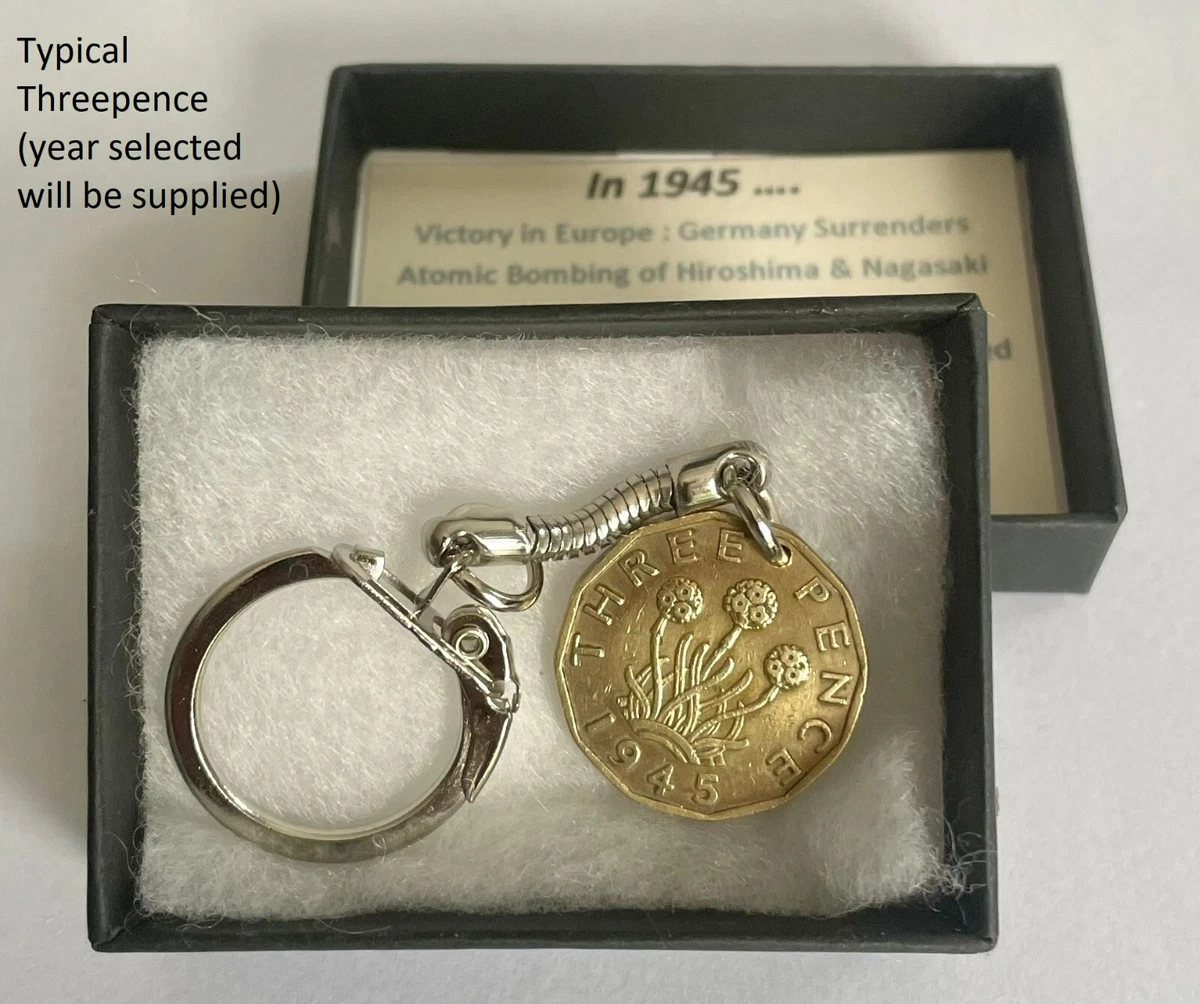 Typical
Threepence
(year selected
will be supplied)
In 1945 ....
Victory in Europe : Germany Surrenders
Atomic Bombing of Hiroshima & Nagasaki
THREE PENCE
1945